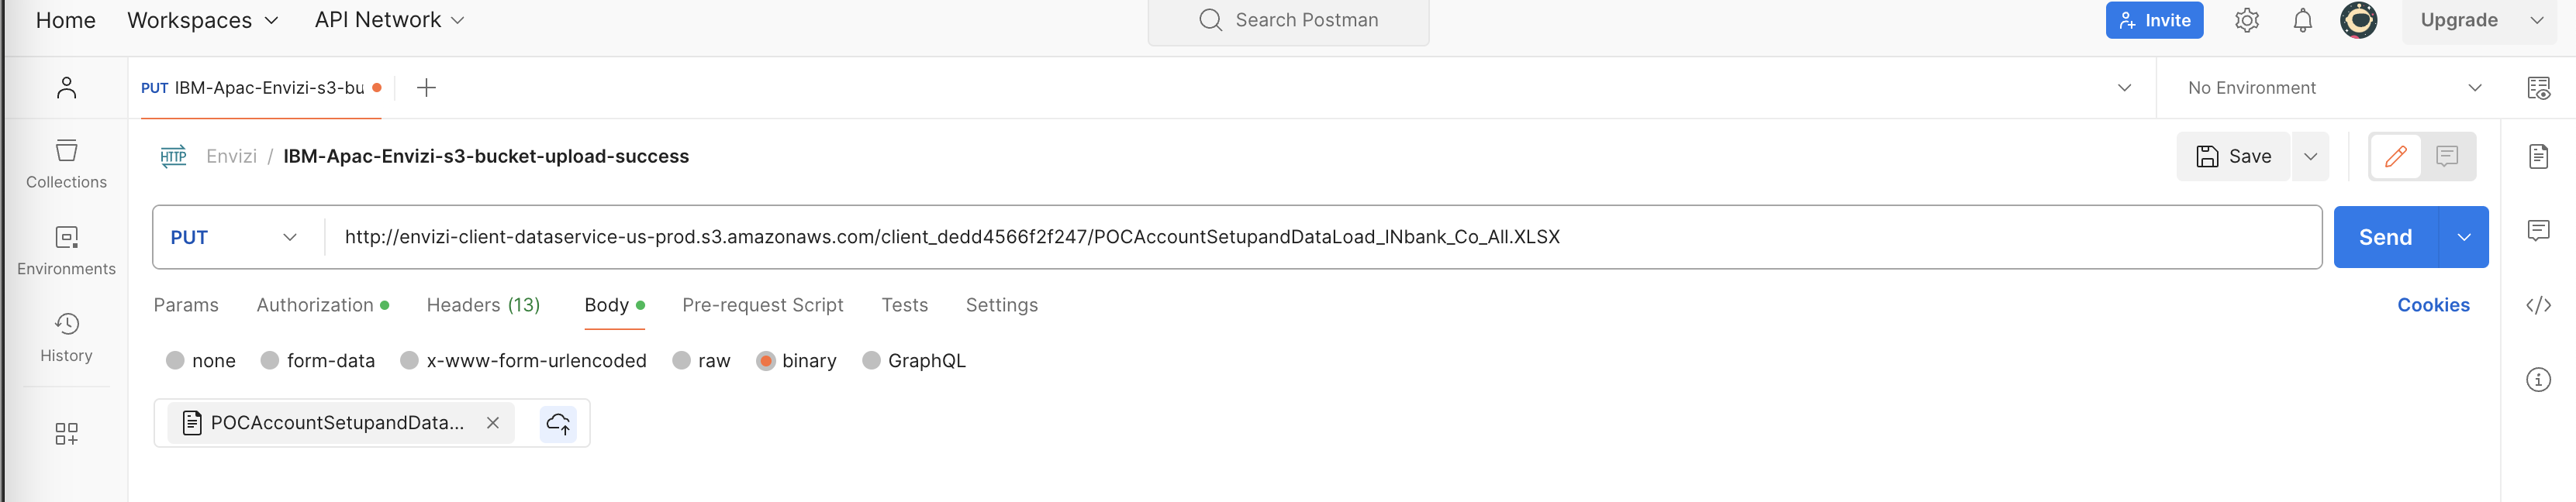 Home Workspaces API Network Search Postman Invite Upgrade
PUT IBM-Apac-Envizi-s3-bu No Environment
HTTP Envizi / IBM-Apac-Envizi-s3-bucket-upload-success Save
Collections
PUT http://envizi-client-dataservice-us-prod.s3.amazonaws.com/client_dedd4566f2f247/POCAccountSetupandDataLoad_INbank_Co_All.XLSX Send
Environments
Params Authorization Headers (13) Body Pre-request Script Tests Settings Cookies
History
none form-data x-www-form-urlencoded raw binary GraphQL
POCAccountSetupandData...